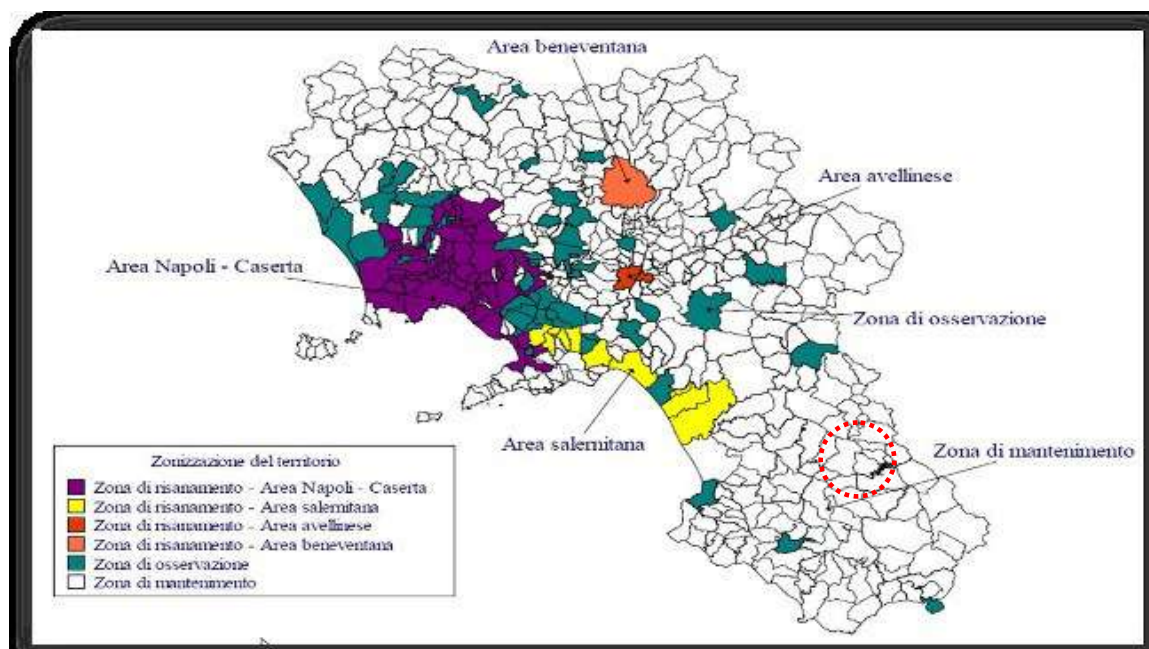 Area beneventana
Area avellinese
Area Napoli - Caserta
Zona di osservazione
Area salernitana
Zona di mantenimento
Zonizzazione del territorio
Zona di risanamento - Area Napoli - Caserta
Zona di risanamento - Area salernitana
Zona di risanamento - Area avellinese
Zona di risanamento - Area beneventana
Zona di osservazione
Zona di mantenimento